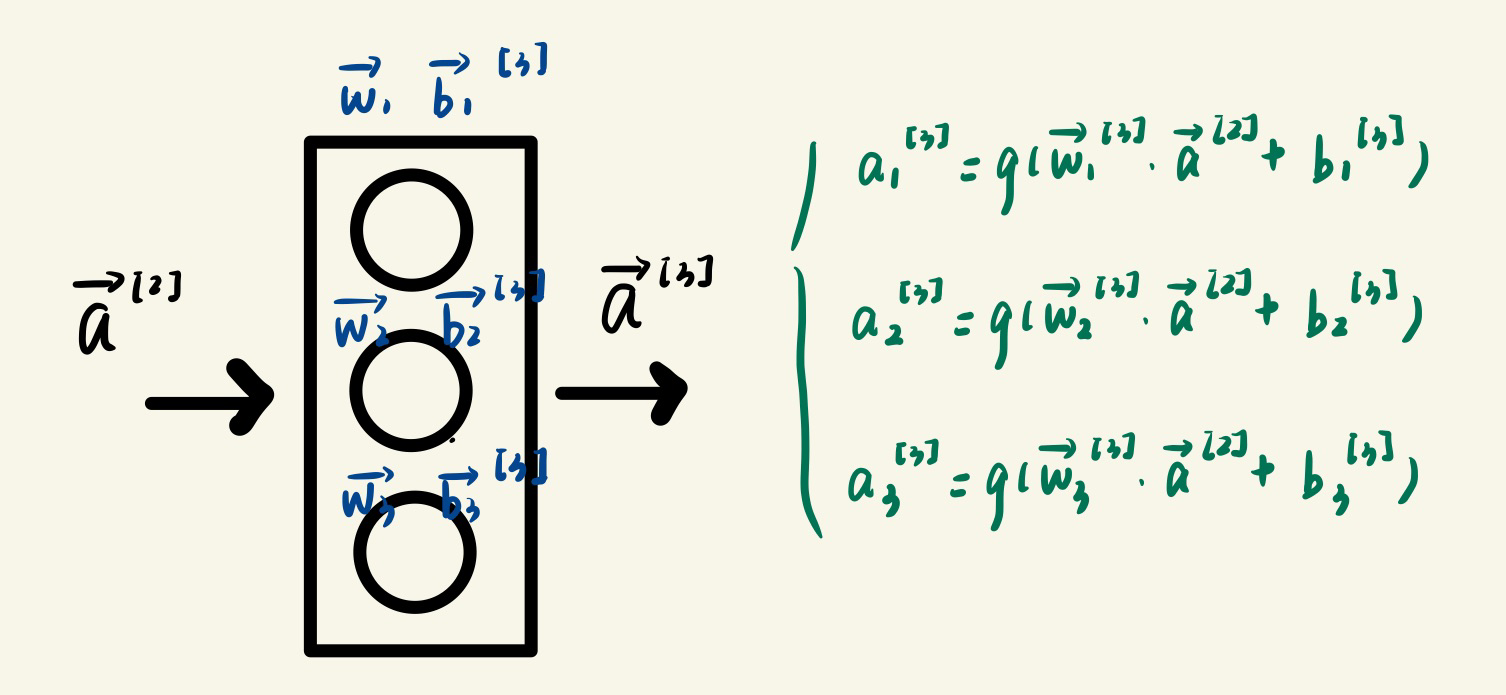 $\vec{w}_1$ $\vec{b}_1$ $^{[3]}$
$\vec{a}^{[2]}$
$\vec{w}_2$ $\vec{b}_2^{[3]}$
$\vec{w}_3$ $\vec{b}_3^{[3]}$
$\vec{a}^{[3]}$
$a_1^{[3]} = g(\vec{w}_1^{[3]} \cdot \vec{a}^{[2]} + b_1^{[3]})$
$a_2^{[3]} = g(\vec{w}_2^{[3]} \cdot \vec{a}^{[2]} + b_2^{[3]})$
$a_3^{[3]} = g(\vec{w}_3^{[3]} \cdot \vec{a}^{[2]} + b_3^{[3]})$